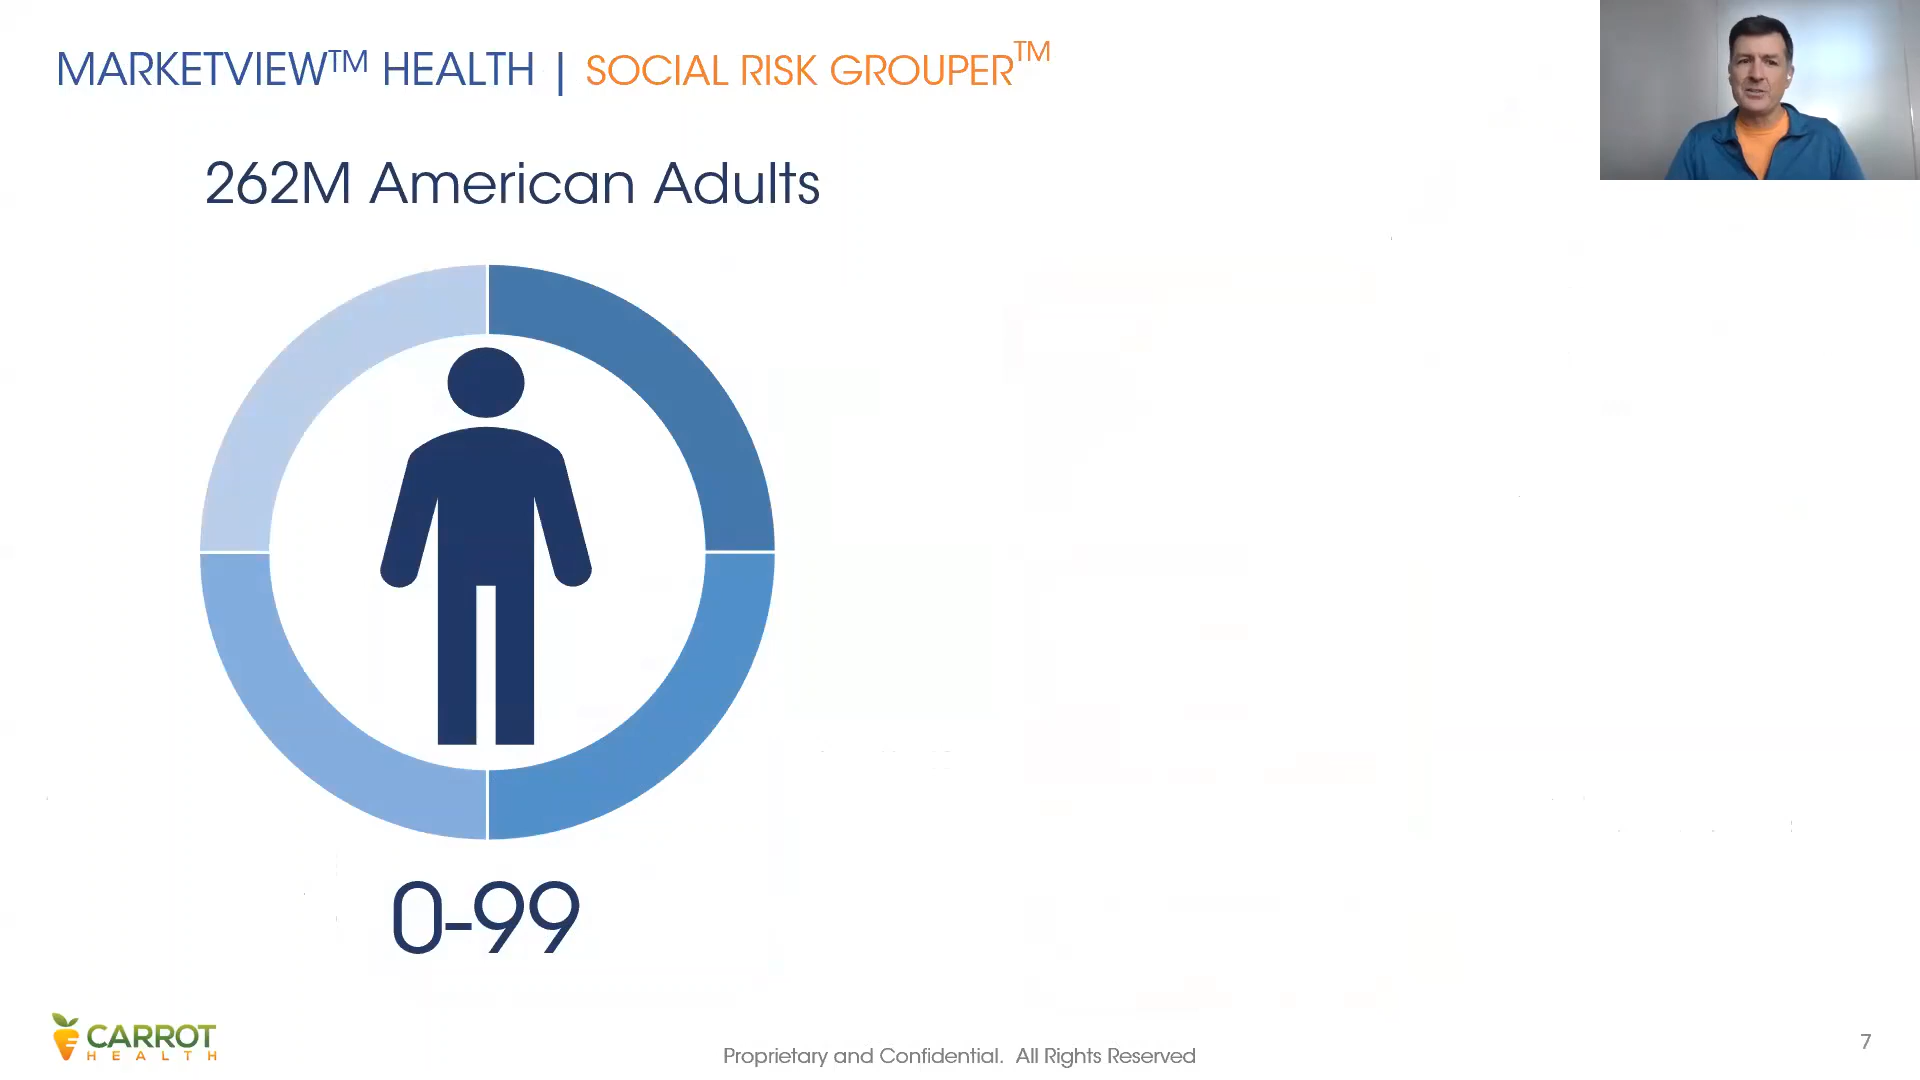 MARKETVIEW™ HEALTH | SOCIAL RISK GROUPER™
262M American Adults
0-99
CARROT
HEALTH
Proprietary and Confidential. All Rights Reserved
7